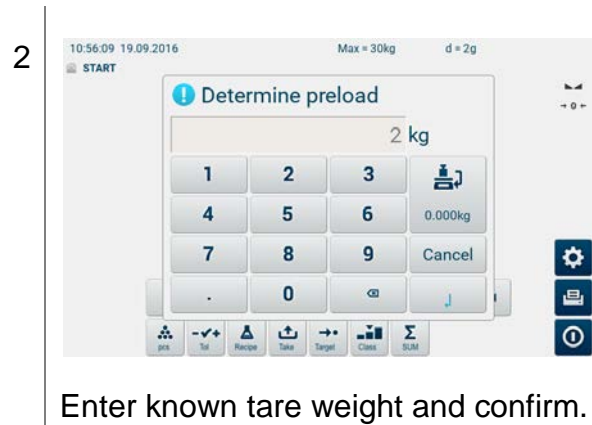 2
10:56:09 19.09.2016 Max = 30kg d = 2g
START
Determine preload
→ 0 ←
2 kg
1 2 3
4 5 6 0.000kg
7 8 9 Cancel
. 0
pcs Tol Recipe Take Target Class SUM
Enter known tare weight and confirm.